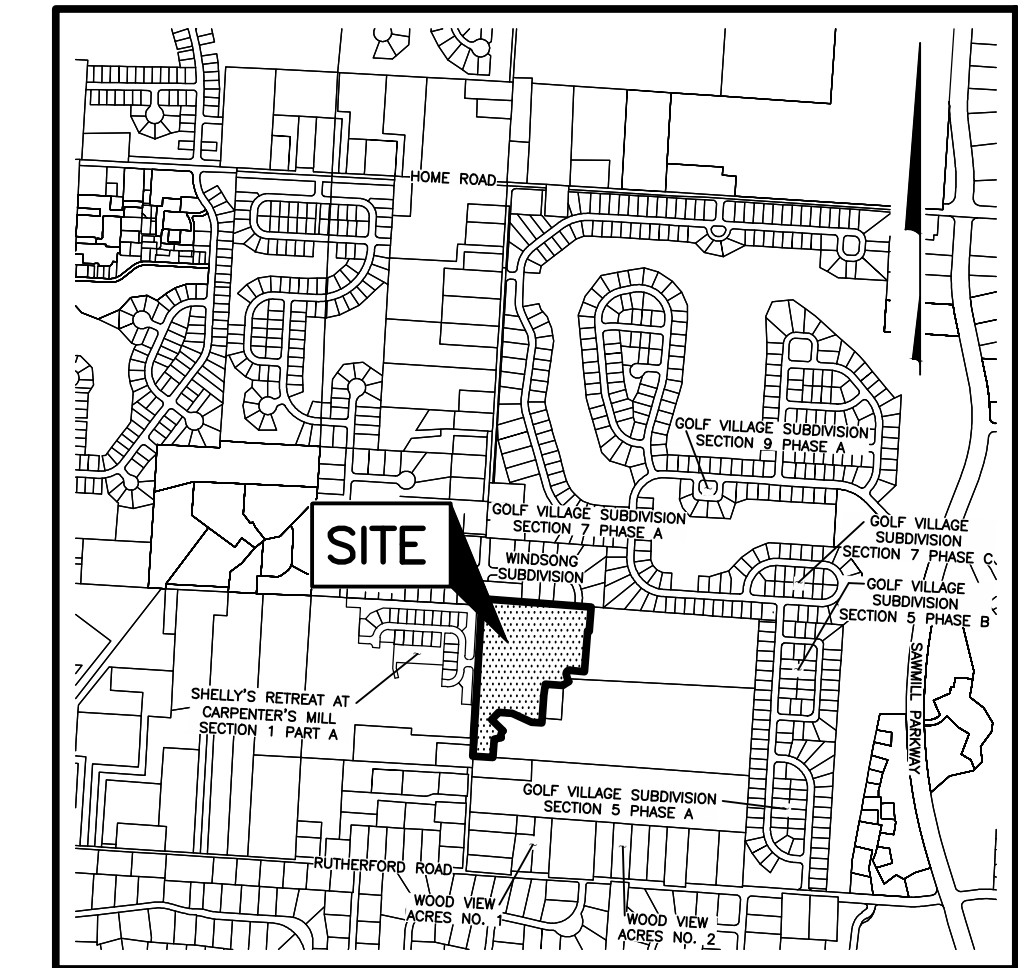 HOME ROAD
GOLF VILLAGE SUBDIVISION
SECTION 9 PHASE A
GOLF VILLAGE SUBDIVISION
SECTION 7 PHASE A
SITE
WINDSONG
SUBDIVISION
GOLF VILLAGE
SUBDIVISION
SECTION 7 PHASE C
GOLF VILLAGE
SUBDIVISION
SECTION 5 PHASE B
SAWMILL PARKWAY
SHELLY'S RETREAT AT
CARPENTER'S MILL
SECTION 1 PART A
GOLF VILLAGE SUBDIVISION
SECTION 5 PHASE A
RUTHERFORD ROAD
WOOD VIEW
ACRES NO. 1
WOOD VIEW
ACRES NO. 2